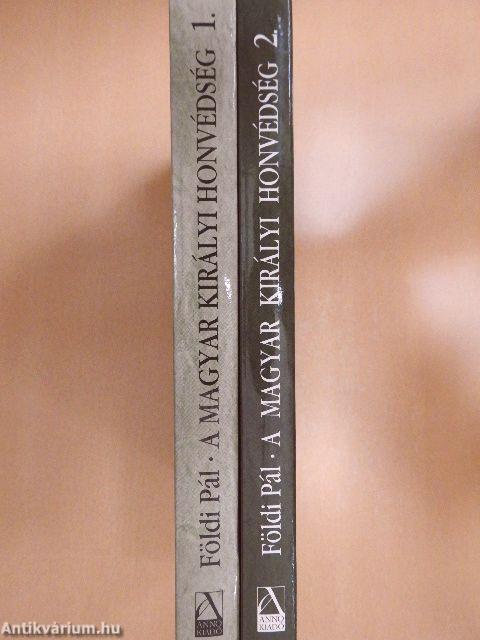 Földi Pál · A MAGYAR KIRÁLYI HONVÉDSÉG 1.
ANNO
KIADÓ
Földi Pál · A MAGYAR KIRÁLYI HONVÉDSÉG 2.
ANNO
KIADÓ
Antikvárium.hu